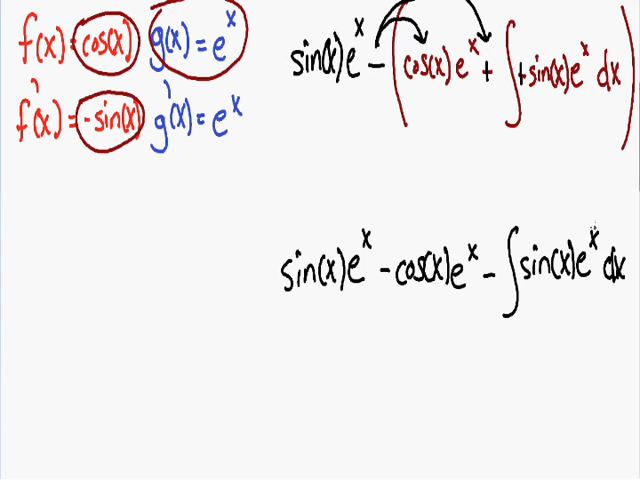 f(x) = cos(x) g(x) = e^x
f'(x) = -sin(x) g'(x) = e^x
sin(x)e^x - (cos(x)e^x + ∫+sin(x)e^x dx)
sin(x)e^x - cos(x)e^x - ∫sin(x)e^x dx